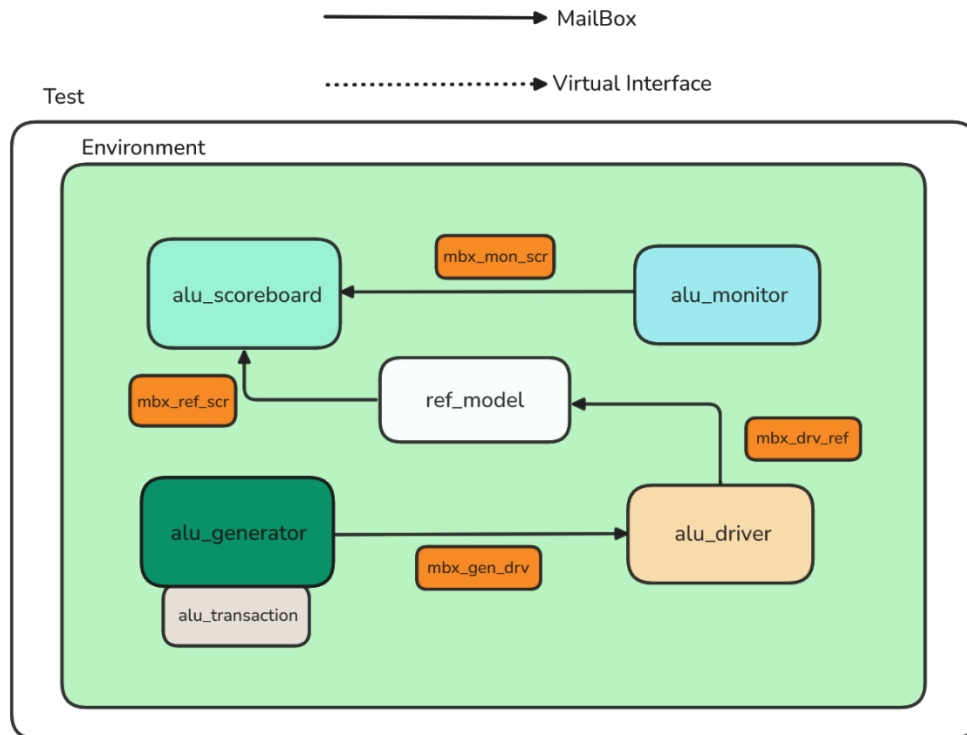 MailBox
Virtual Interface
Test
Environment
mbx_mon_scr
alu_scoreboard
alu_monitor
mbx_ref_scr
ref_model
mbx_drv_ref
alu_generator
alu_driver
mbx_gen_drv
alu_transaction